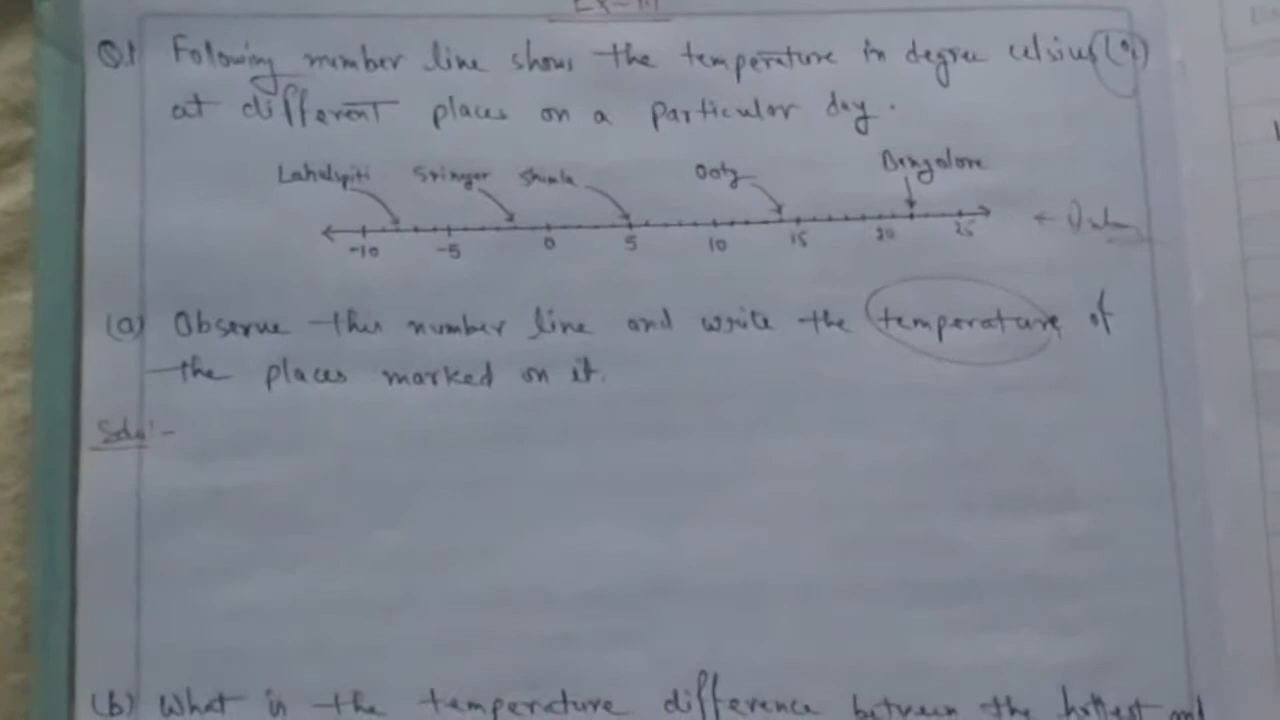 Q.1 Following number line shows the temperature in degree celsius (°C)
at different places on a particular day.
Lahulspiti Srinagar Shimla Ooty Bangalore
-10 -5 0 5 10 15 20 25
(a) Observe this number line and write the temperature of
the places marked on it.
Soln:-
(b) What is the temperature difference between the hottest and